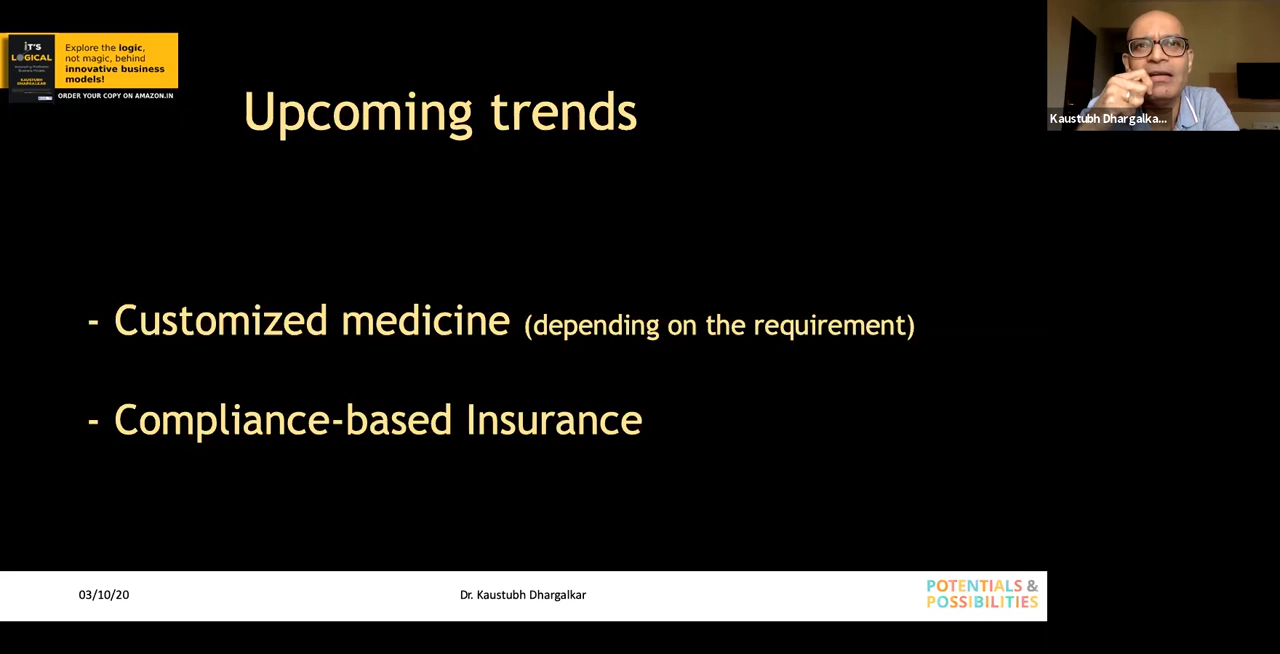 iT'S
LOGICAL
KAUSTUBH
DHARGALKAR
Explore the logic,
not magic, behind
innovative business
models!
ORDER YOUR COPY ON AMAZON.IN
Kaustubh Dhargalka...
Upcoming trends
- Customized medicine (depending on the requirement)
- Compliance-based Insurance
03/10/20
Dr. Kaustubh Dhargalkar
POTENTIALS &
POSSIBILITIES